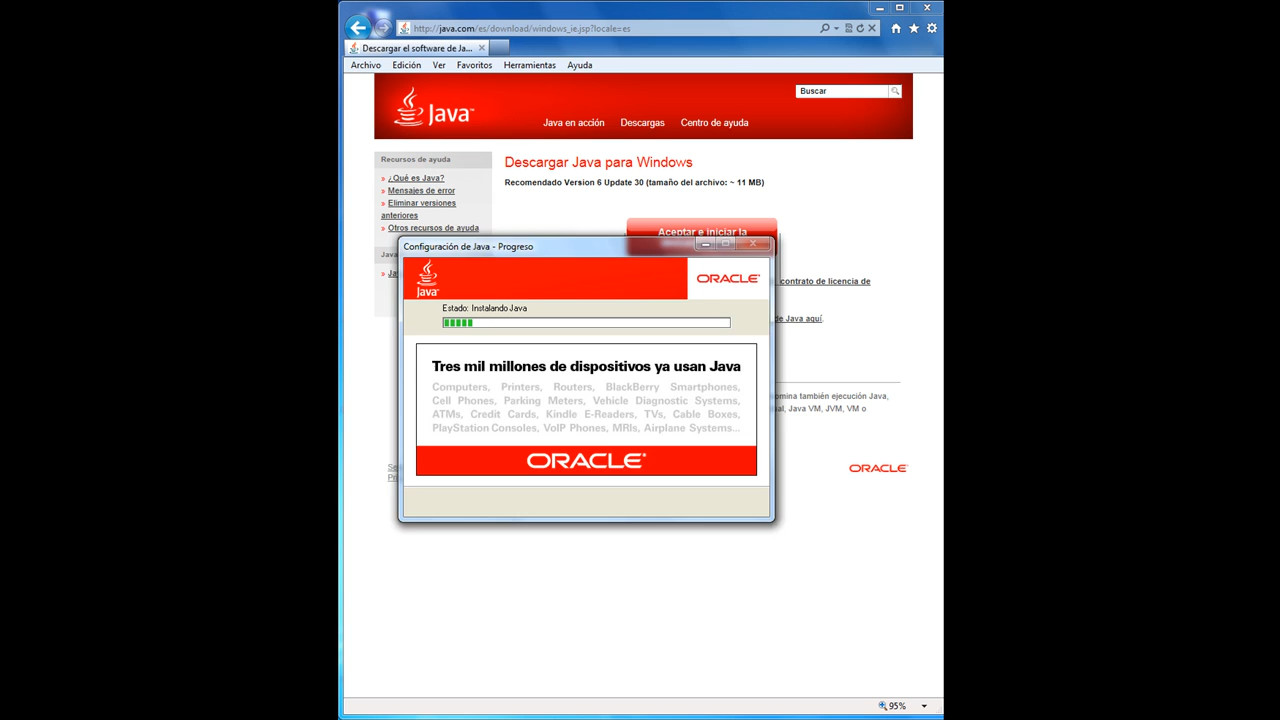 http://java.com/es/download/windows_ie.jsp?locale=es
Descargar el software de Ja...
Archivo Edición Ver Favoritos Herramientas Ayuda
Java™
Buscar
Java en acción Descargas Centro de ayuda
Recursos de ayuda
» ¿Qué es Java?
» Mensajes de error
» Eliminar versiones
anteriores
» Otros recursos de ayuda
Java
Descargar Java para Windows
Recomendado Version 6 Update 30 (tamaño del archivo: ~ 11 MB)
Aceptar e iniciar la
contrato de licencia de
de Java aquí.
omina también ejecución Java,
al, Java VM, JVM, VM o
ORACLE
Configuración de Java - Progreso
Java
ORACLE
Estado: Instalando Java
Tres mil millones de dispositivos ya usan Java
Computers, Printers, Routers, BlackBerry Smartphones,
Cell Phones, Parking Meters, Vehicle Diagnostic Systems,
ATMs, Credit Cards, Kindle E-Readers, TVs, Cable Boxes,
PlayStation Consoles, VoIP Phones, MRIs, Airplane Systems...
ORACLE
95%